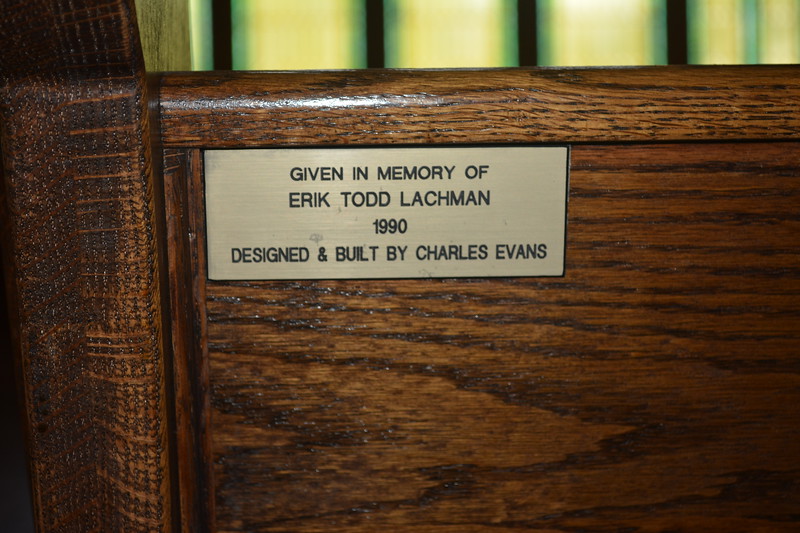 GIVEN IN MEMORY OF
ERIK TODD LACHMAN
1990
DESIGNED & BUILT BY CHARLES EVANS